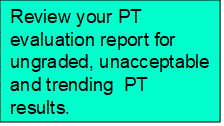 Review your PT
evaluation report for
ungraded, unacceptable
and trending  PT
results.